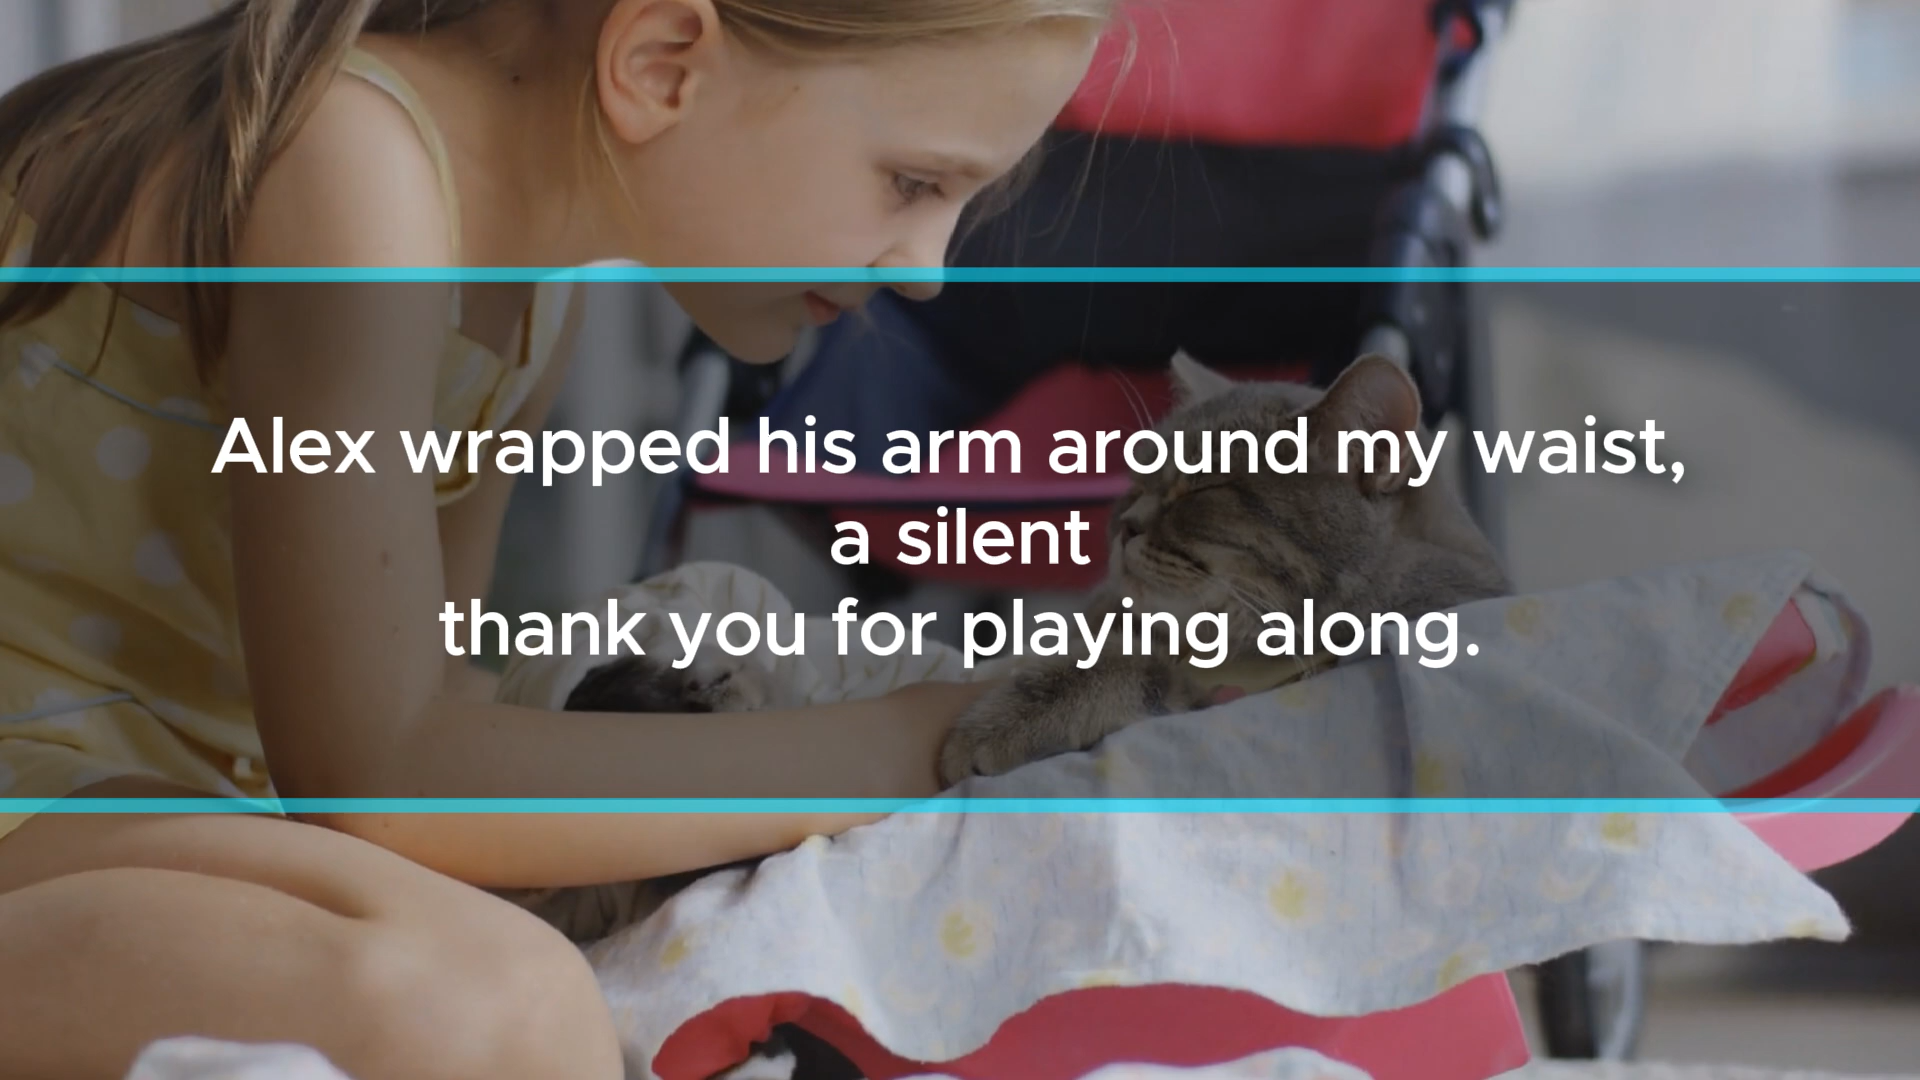 Alex wrapped his arm around my waist,
a silent
thank you for playing along.